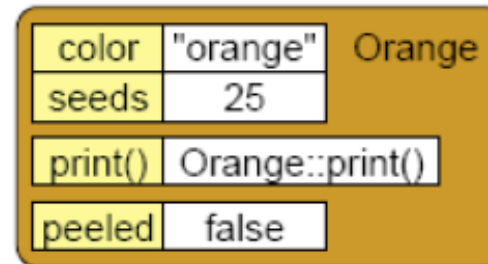 color "orange" Orange
seeds 25
print() Orange::print()
peeled false